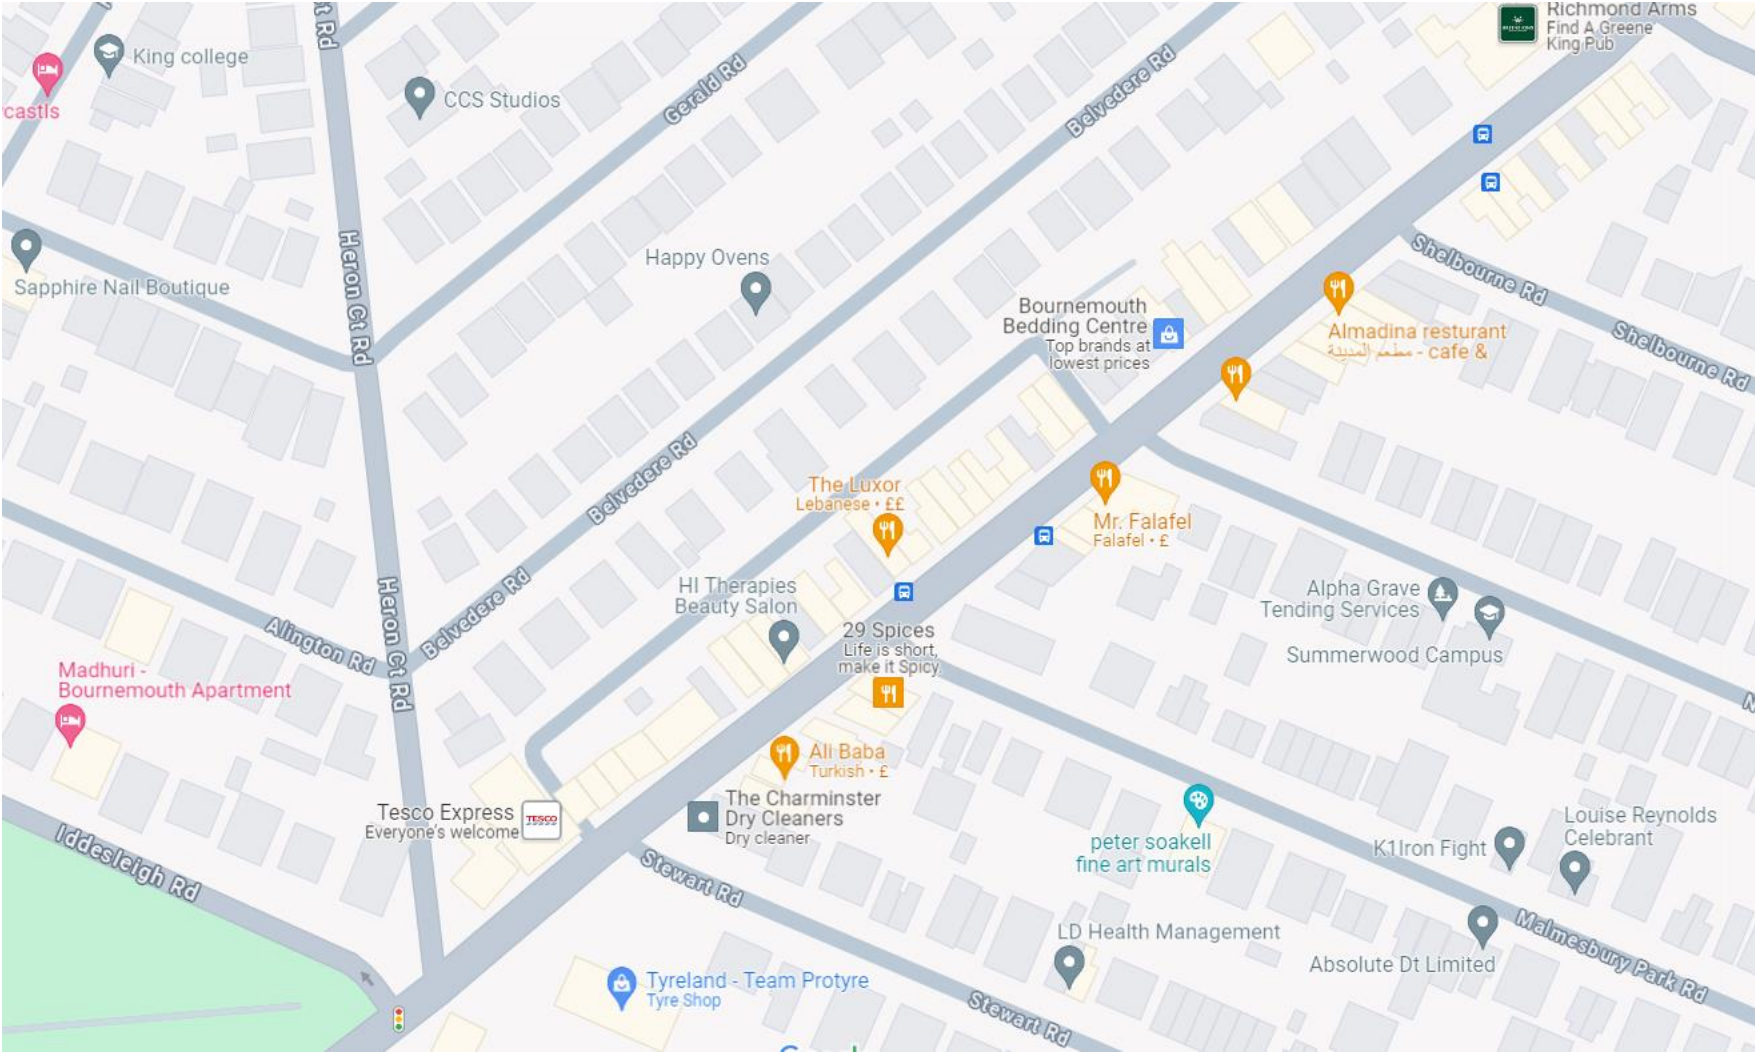 Richmond Arms
Find A Greene
King Pub
King college
castls
CCS Studios
Gerald Rd
Belvedere Rd
Heron Ct Rd
Sapphire Nail Boutique
Happy Ovens
Shelbourne Rd
Shelbourne Rd
Bournemouth
Bedding Centre
Top brands at
lowest prices
Almadina resturant
مطعم المدينة - cafe &
Belvedere Rd
The Luxor
Lebanese · ££
Mr. Falafel
Falafel · £
HI Therapies
Beauty Salon
Alpha Grave
Tending Services
Summerwood Campus
29 Spices
Life is short,
make it Spicy.
Heron Ct Rd
Belvedere Rd
Alington Rd
Madhuri -
Bournemouth Apartment
Ali Baba
Turkish · £
The Charminster
Dry Cleaners
Dry cleaner
Tesco Express
Everyone's welcome
TESCO
Iddesleigh Rd
Stewart Rd
peter soakell
fine art murals
Louise Reynolds
Celebrant
K1Iron Fight
Malmesbury Park Rd
LD Health Management
Absolute Dt Limited
Tyreland - Team Protyre
Tyre Shop
Stewart Rd